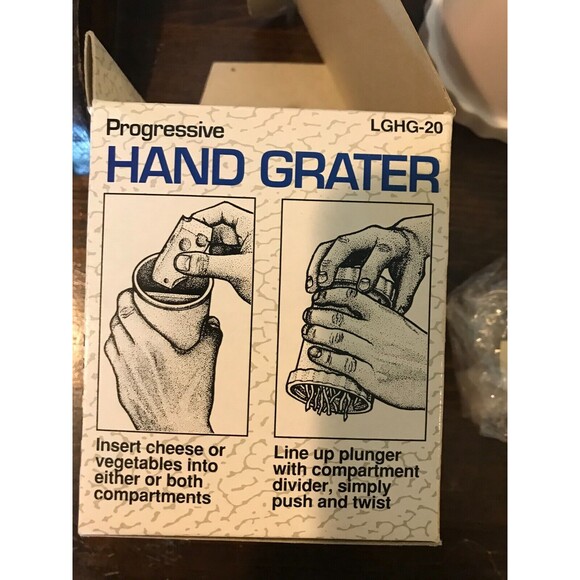 Progressive LGHG-20
HAND GRATER
Insert cheese or
vegetables into
either or both
compartments
Line up plunger
with compartment
divider, simply
push and twist